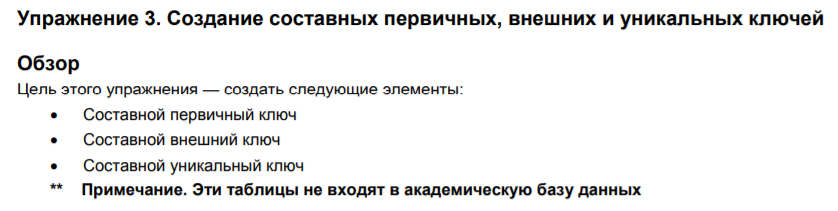 Упражнение 3. Создание составных первичных, внешних и уникальных ключей
Обзор
Цель этого упражнения — создать следующие элементы:
• Составной первичный ключ
• Составной внешний ключ
• Составной уникальный ключ
** Примечание. Эти таблицы не входят в академическую базу данных